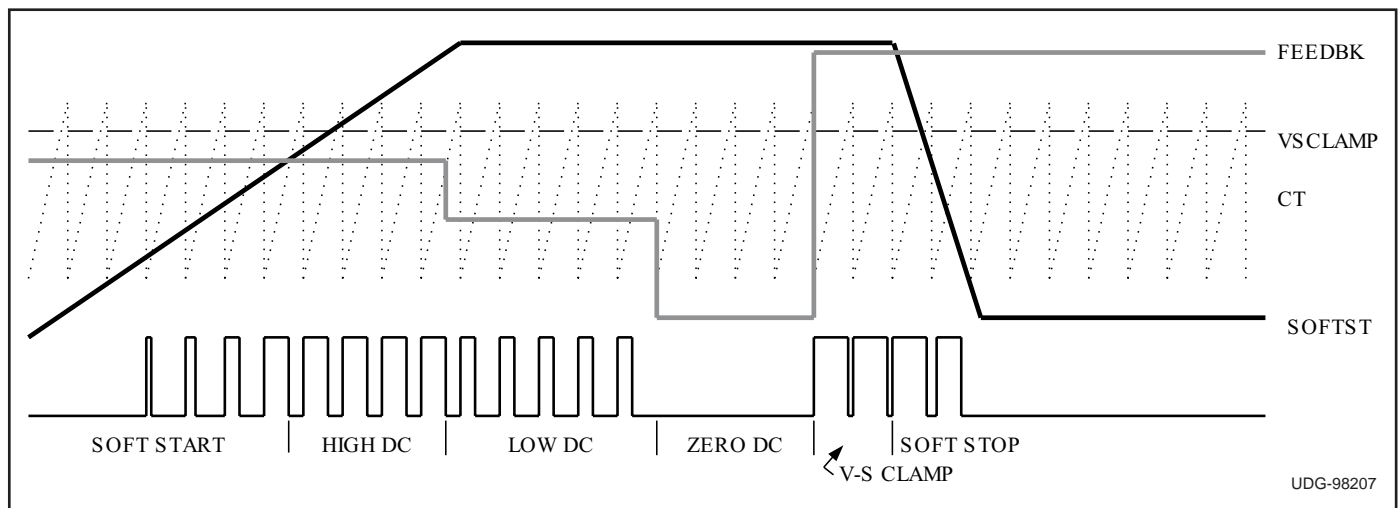 FEEDBK
VSCLAMP
CT
SOFTST
SOFT START
HIGH DC
LOW DC
ZERO DC
SOFT STOP
V-S CLAMP
UDG-98207